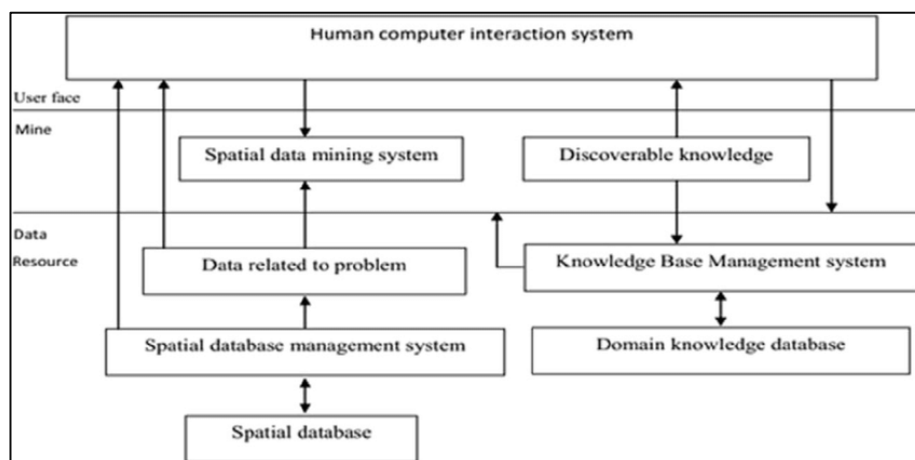 Human computer interaction system
User face
Mine
Spatial data mining system
Discoverable knowledge
Data
Resource
Data related to problem
Knowledge Base Management system
Spatial database management system
Domain knowledge database
Spatial database